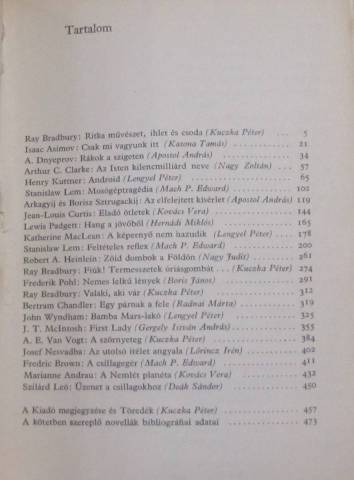 Tartalom
Ray Bradbury: Ritka művészet, ihlet és csoda (Kuczka Péter) ... 5
Isaac Asimov: Csak mi vagyunk itt (Katona Tamás) ... 21
A. Dnyeprov: Rákok a szigeten (Apostol András) ... 34
Arthur C. Clarke: Az Isten kilencmilliárd neve (Nagy Zoltán) ... 57
Henry Kuttner: Android (Lengyel Péter) ... 65
Stanislaw Lem: Mosógéptragédia (Mach P. Edward) ... 102
Arkagyij és Borisz Sztrugackij: Az elfelejtett kísérlet (Apostol András) 119
Jean-Louis Curtis: Eladó ötletek (Kovács Vera) ... 144
Lewis Padgett: Hang a jövőből (Hernádi Miklós) ... 165
Katherine MacLean: A képernyő nem hazudik (Lengyel Péter) ... 178
Stanislaw Lem: Feltételes reflex (Mach P. Edward) ... 200
Robert A. Heinlein: Zöld dombok a Földön (Nagy Judit) ... 261
Ray Bradbury: Fiúk! Termesszetek óriásgombát ... (Kuczka Péter) ... 274
Frederik Pohl: Nemes lelkű lények (Boris János) ... 291
Ray Bradbury: Valaki, aki vár (Kuczka Péter) ... 312
Bertram Chandler: Egy párnak a fele (Radnai Márta) ... 319
John Wyndham: Bamba Mars-lakó (Lengyel Péter) ... 325
J. T. McIntosh: First Lady (Gergely István András) ... 355
A. E. Van Vogt: A szörnyeteg (Kuczka Péter) ... 384
Josef Nesvadba: Az utolsó ítélet angyala (Lőrincz Irén) ... 402
Fredric Brown: A csillagegér (Mach P. Edward) ... 411
Marianne Andrau: A Nemlét planéta (Kovács Vera) ... 432
Szilárd Leó: Üzenet a csillagokhoz (Deák Sándor) ... 450
A Kiadó megjegyzése és Töredék (Kuczka Péter) ... 457
A kötetben szereplő novellák bibliográfiai adatai ... 473